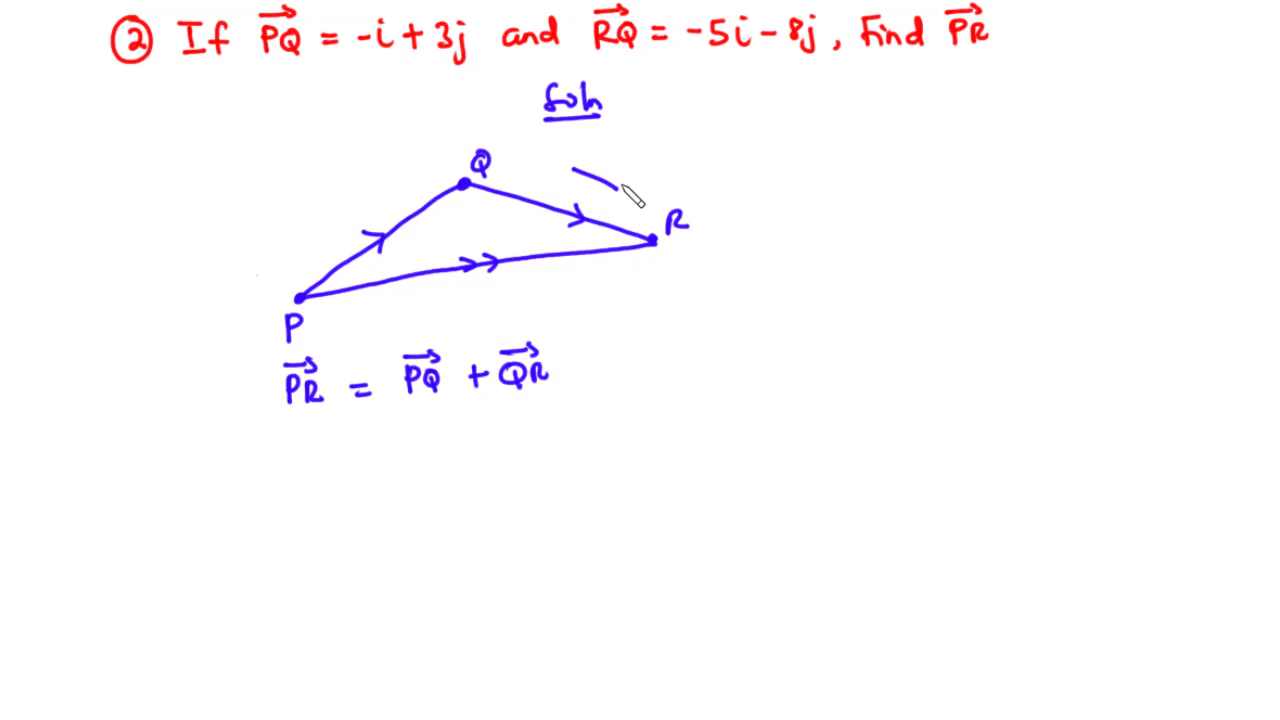 ② If PQ⃗ = -i + 3j and RQ⃗ = -5i - 8j, Find PR⃗
Soln
Q
R
P
PR⃗ = PQ⃗ + QR⃗